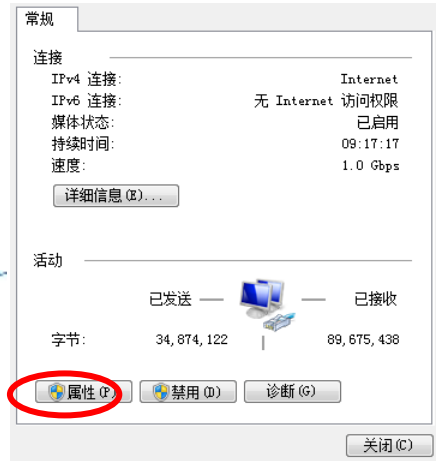 常规
连接
IPv4 连接: Internet
IPv6 连接: 无 Internet 访问权限
媒体状态: 已启用
持续时间: 09:17:17
速度: 1.0 Gbps
详细信息(E)...
活动
已发送 — — 已接收
字节: 34,874,122 | 89,675,438
属性(P) 禁用(D) 诊断(G)
关闭(C)